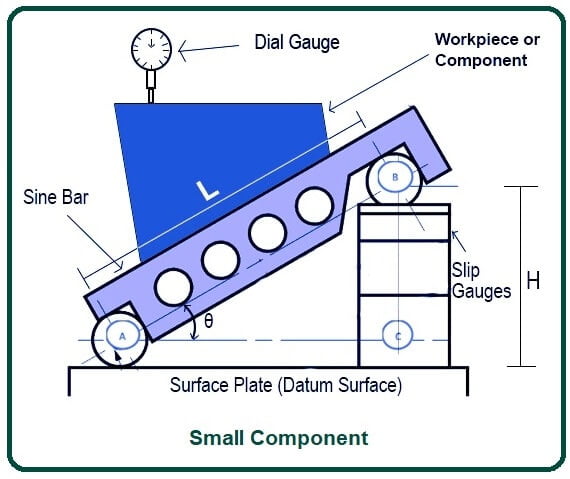 Dial Gauge
Workpiece or
Component
L
B
Sine Bar
Slip
Gauges
H
θ
A
C
Surface Plate (Datum Surface)
Small Component